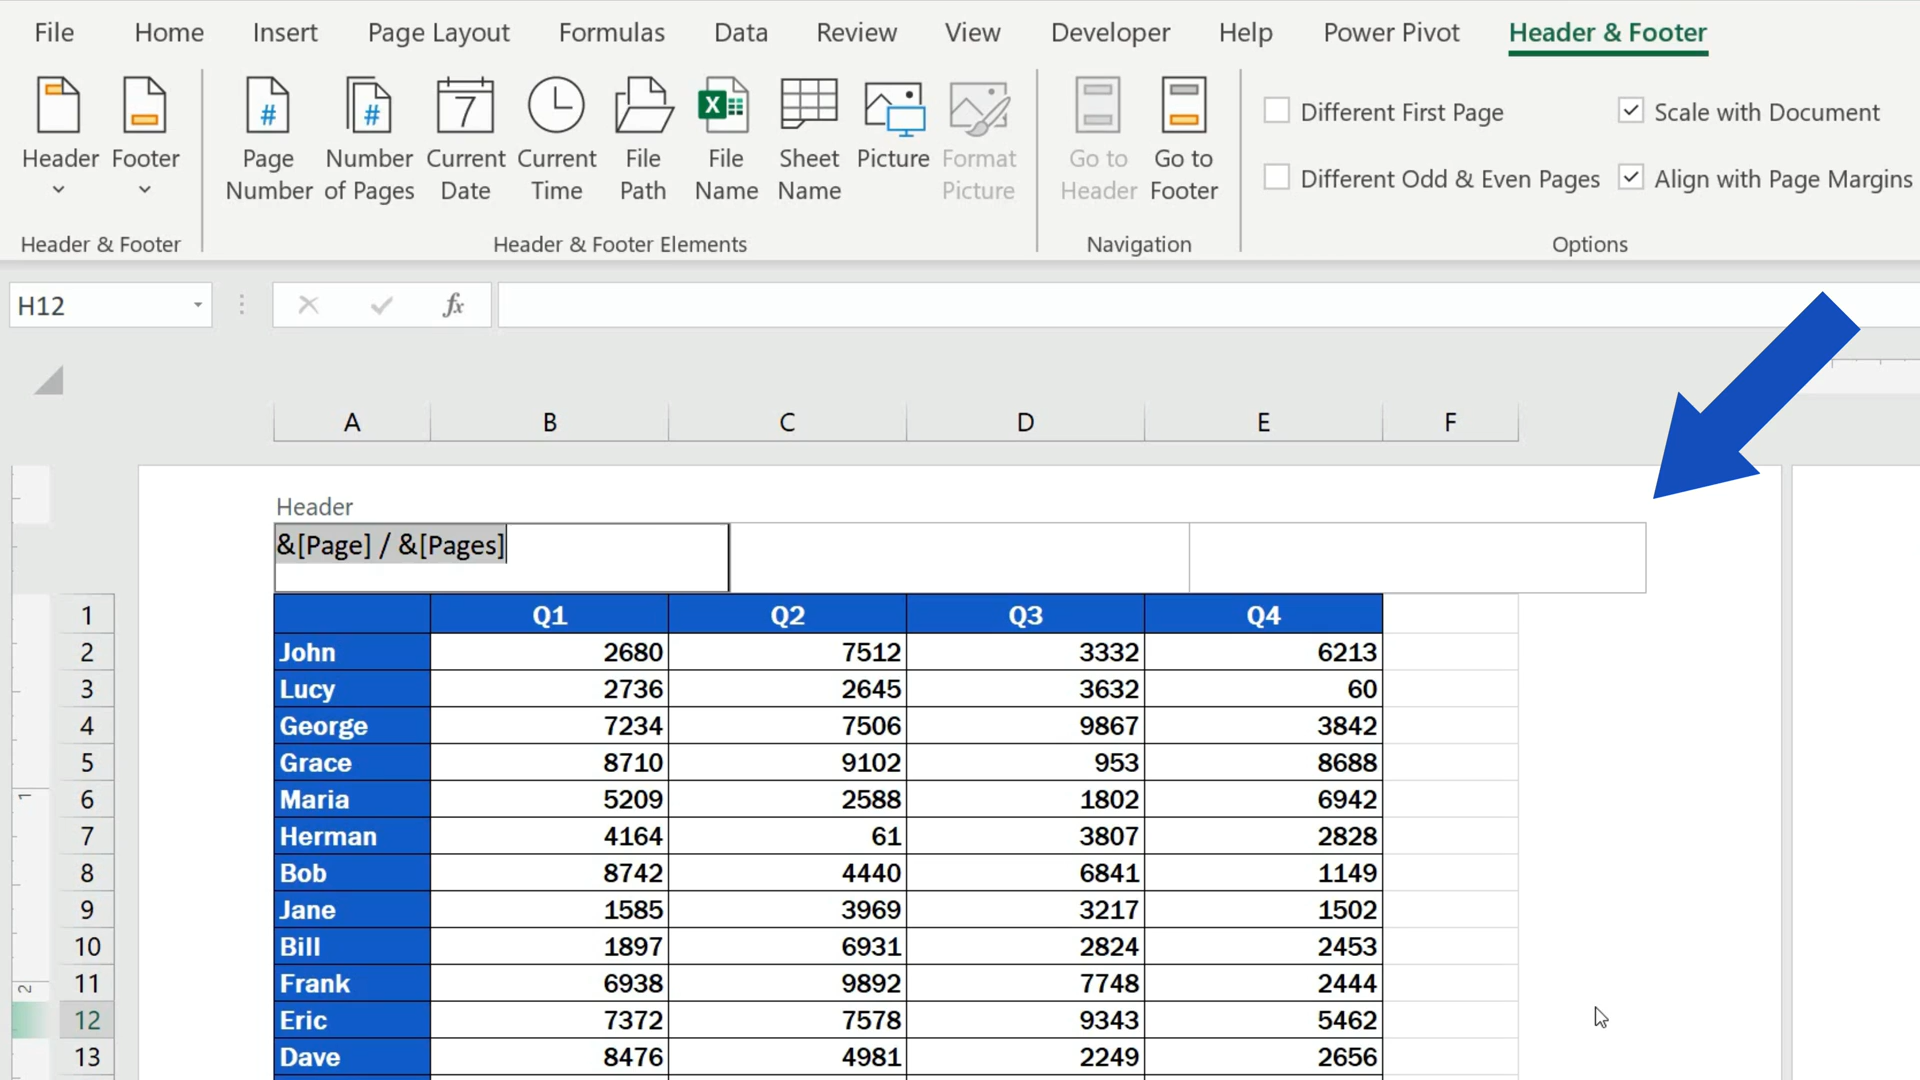 File Home Insert Page Layout Formulas Data Review View Developer Help Power Pivot Header & Footer
Header Footer Page Number Number of Pages Current Date 7 Current Time File Path X File Name Sheet Name Picture Format Picture Go to Header Go to Footer
# #
Different First Page
Scale with Document
Different Odd & Even Pages
Align with Page Margins
Header & Footer Header & Footer Elements Navigation Options
H12 fx
A B C D E F
Header
&[Page] / &[Pages]
1 Q1 Q2 Q3 Q4
2 John 2680 7512 3332 6213
3 Lucy 2736 2645 3632 60
4 George 7234 7506 9867 3842
5 Grace 8710 9102 953 8688
1
6 Maria 5209 2588 1802 6942
7 Herman 4164 61 3807 2828
8 Bob 8742 4440 6841 1149
9 Jane 1585 3969 3217 1502
10 Bill 1897 6931 2824 2453
2
11 Frank 6938 9892 7748 2444
12 Eric 7372 7578 9343 5462
13 Dave 8476 4981 2249 2656